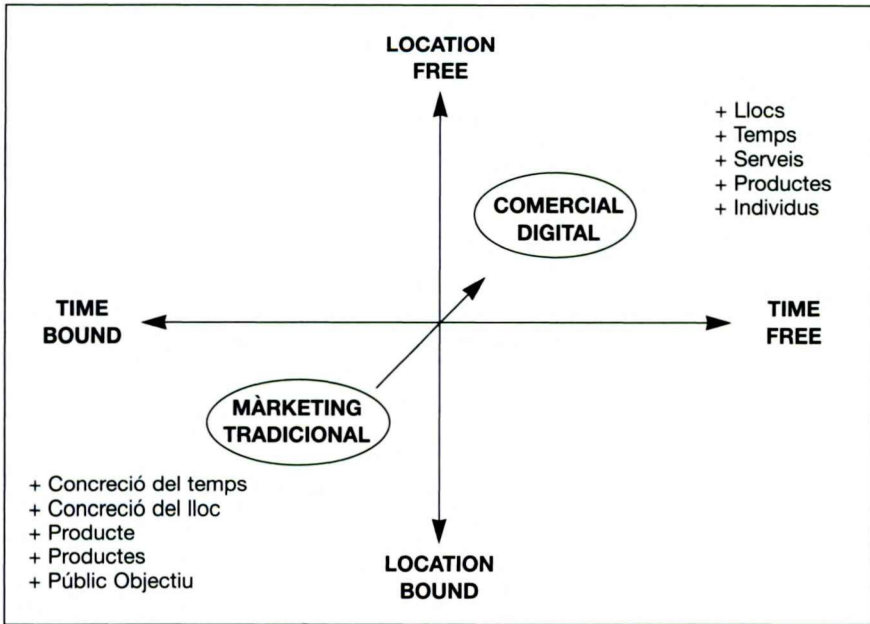 LOCATION
FREE
+ Llocs
+ Temps
+ Serveis
+ Productes
+ Individus
COMERCIAL
DIGITAL
TIME
BOUND
TIME
FREE
MÀRKETING
TRADICIONAL
+ Concreció del temps
+ Concreció del lloc
+ Producte
+ Productes
+ Públic Objectiu
LOCATION
BOUND